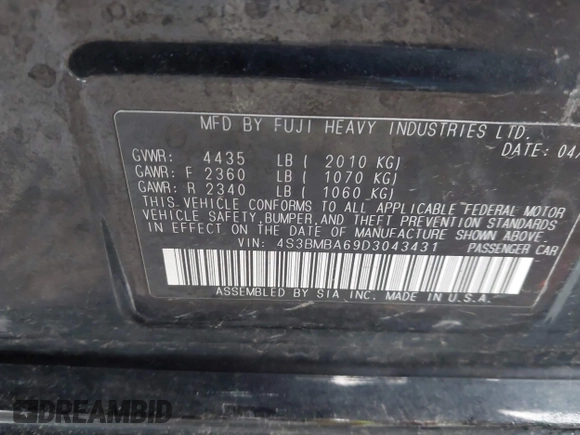 MFD BY FUJI HEAVY INDUSTRIES LTD.
DATE: 04/
GVWR: 4435 LB ( 2010 KG)
GAWR: F 2360 LB ( 1070 KG)
GAWR: R 2340 LB ( 1060 KG)
THIS VEHICLE CONFORMS TO ALL APPLICABLE FEDERAL MOTOR
VEHICLE SAFETY, BUMPER, AND THEFT PREVENTION STANDARDS
IN EFFECT ON THE DATE OF MANUFACTURE SHOWN ABOVE.
VIN: 4S3BMBA69D3043431 PASSENGER CAR
ASSEMBLED BY SIA INC. MADE IN U.S.A.
DREAMBID